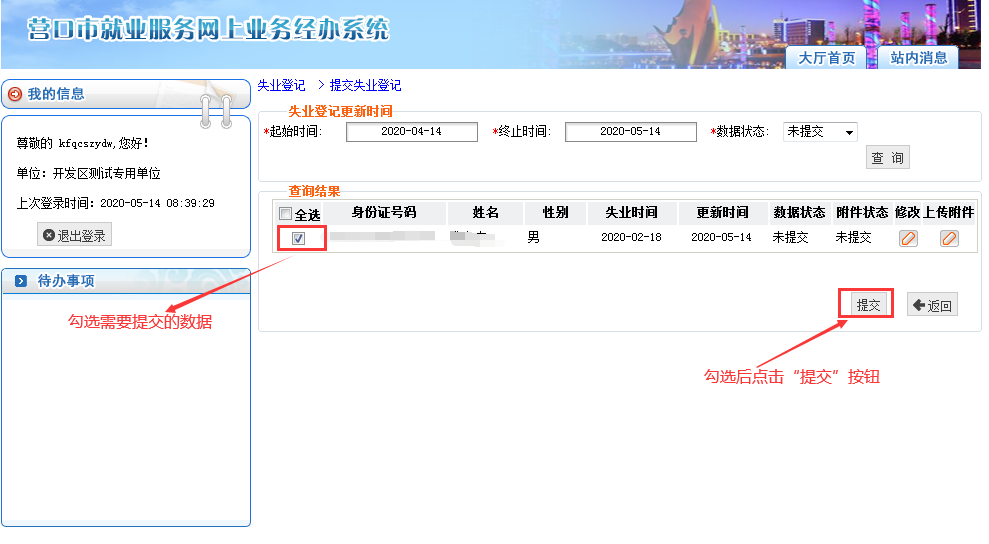 营口市就业服务网上业务经办系统
大厅首页 站内消息
我的信息
尊敬的 kfqcszydw,您好!
单位: 开发区测试专用单位
上次登录时间: 2020-05-14 08:39:29
退出登录
待办事项
勾选需要提交的数据
失业登记 > 提交失业登记
失业登记更新时间
*起始时间: 2020-04-14 *终止时间: 2020-05-14 *数据状态: 未提交
查 询
查询结果
全选 身份证号码 姓名 性别 失业时间 更新时间 数据状态 附件状态 修改 上传附件
男 2020-02-18 2020-05-14 未提交 未提交
提交 返回
勾选后点击“提交”按钮